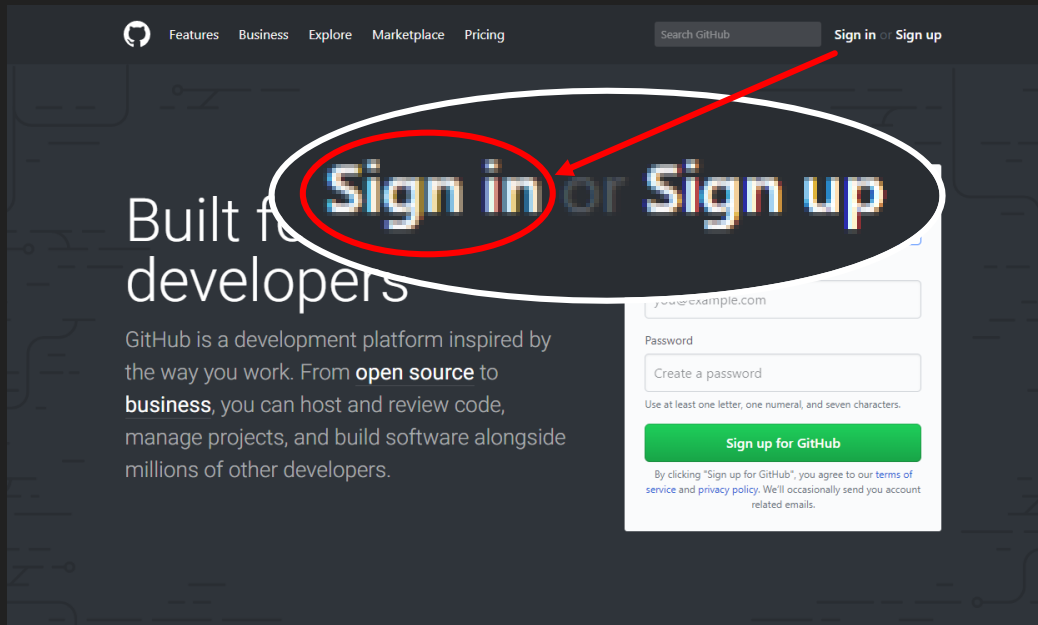 Features Business Explore Marketplace Pricing Search GitHub Sign in or Sign up
Sign in or Sign up
Built
developers
you@example.com
GitHub is a development platform inspired by
the way you work. From open source to
business, you can host and review code,
manage projects, and build software alongside
millions of other developers.
Password
Create a password
Use at least one letter, one numeral, and seven characters.
Sign up for GitHub
By clicking "Sign up for GitHub", you agree to our terms of
service and privacy policy. We'll occasionally send you account
related emails.